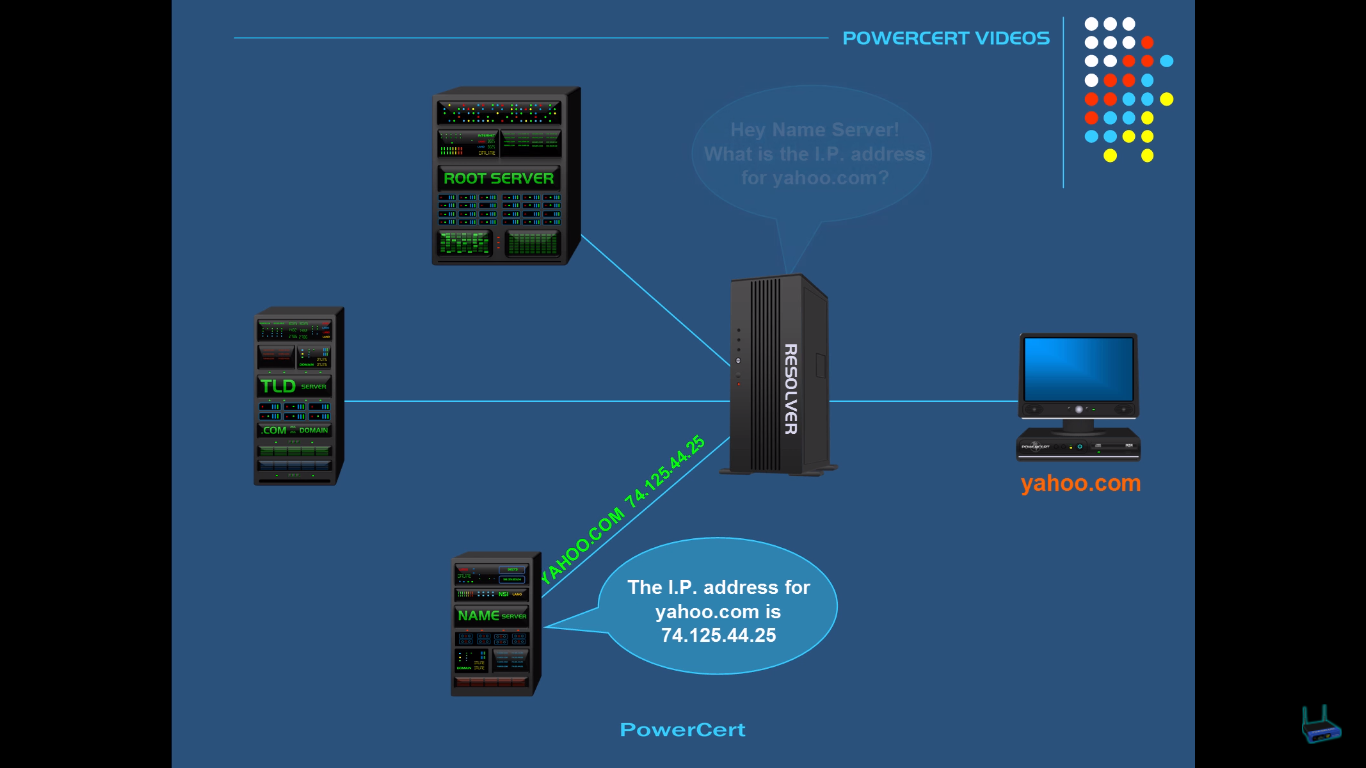 POWERCERT VIDEOS
Hey Name Server!
What is the I.P. address
for yahoo.com?
ROOT SERVER
ONLINE
RESOLVER
TLD SERVER
.COM DOMAIN
yahoo.com
YAHOO.COM 74.125.44.25
NAME SERVER
The I.P. address for
yahoo.com is
74.125.44.25
PowerCert